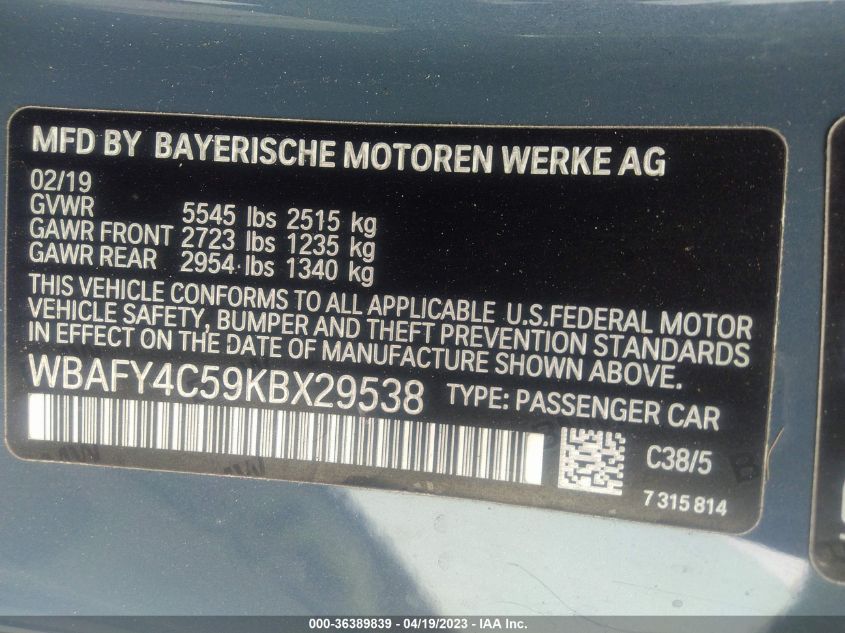 MFD BY BAYERISCHE MOTOREN WERKE AG
02/19
GVWR 5545 lbs 2515 kg
GAWR FRONT 2723 lbs 1235 kg
GAWR REAR 2954 lbs 1340 kg
THIS VEHICLE CONFORMS TO ALL APPLICABLE U.S.FEDERAL MOTOR
VEHICLE SAFETY, BUMPER AND THEFT PREVENTION STANDARDS
IN EFFECT ON THE DATE OF MANUFACTURE SHOWN ABOVE.
WBAFY4C59KBX29538 TYPE: PASSENGER CAR
C38/5
7 315 814
000-36389839 - 04/19/2023 - IAA Inc.